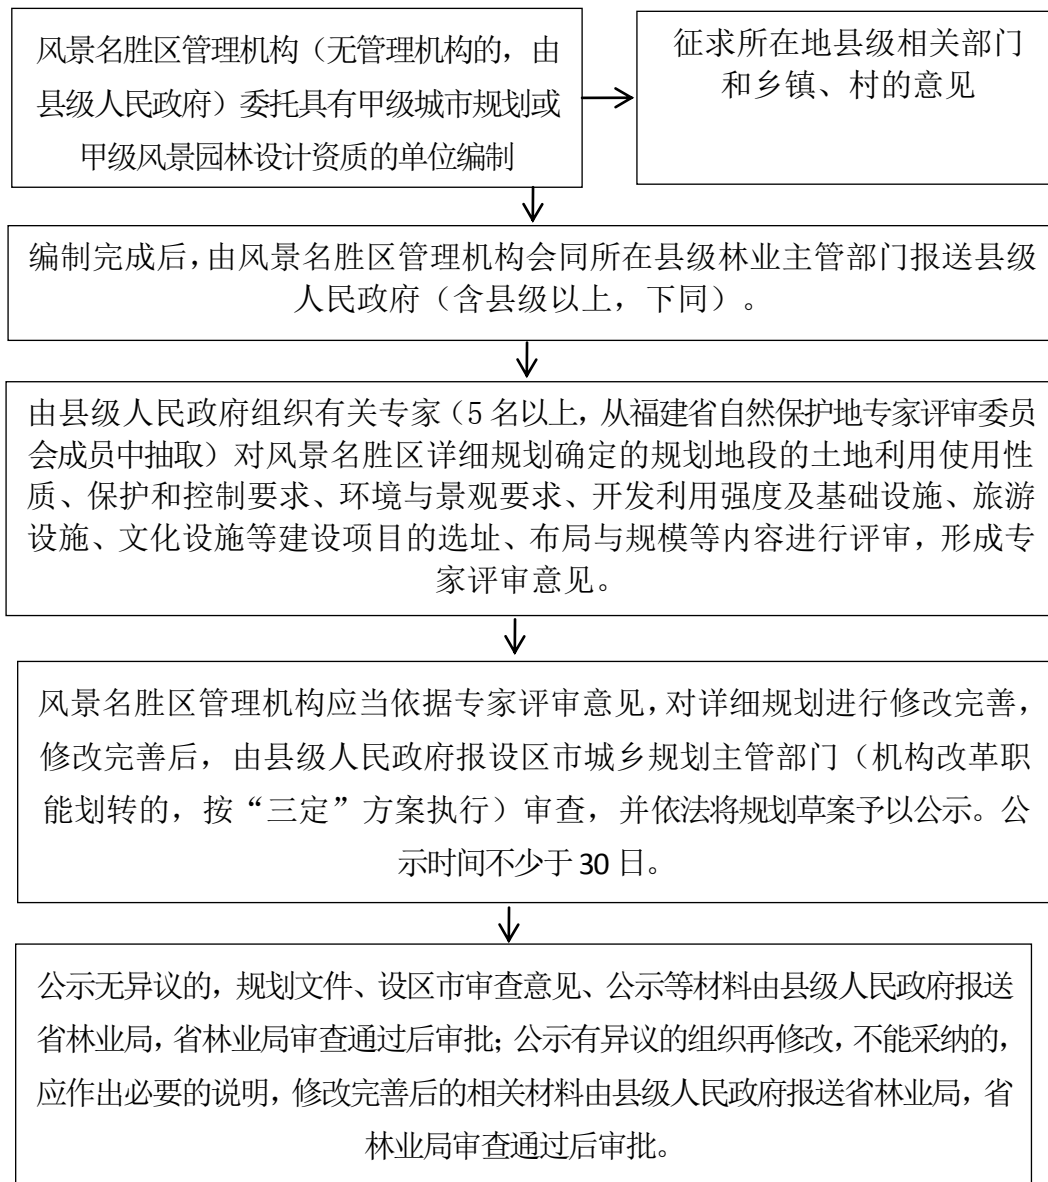 风景名胜区管理机构（无管理机构的，由
县级人民政府）委托具有甲级城市规划或
甲级风景园林设计资质的单位编制
征求所在地县级相关部门
和乡镇、村的意见
编制完成后，由风景名胜区管理机构会同所在县级林业主管部门报送县级
人民政府（含县级以上，下同）。
由县级人民政府组织有关专家（5 名以上，从福建省自然保护地专家评审委员
会成员中抽取）对风景名胜区详细规划确定的规划地段的土地利用使用性
质、保护和控制要求、环境与景观要求、开发利用强度及基础设施、旅游
设施、文化设施等建设项目的选址、布局与规模等内容进行评审，形成专
家评审意见。
风景名胜区管理机构应当依据专家评审意见，对详细规划进行修改完善，
修改完善后，由县级人民政府报设区市城乡规划主管部门（机构改革职
能划转的，按“三定”方案执行）审查，并依法将规划草案予以公示。公
示时间不少于 30 日。
公示无异议的，规划文件、设区市审查意见、公示等材料由县级人民政府报送
省林业局，省林业局审查通过后审批；公示有异议的组织再修改，不能采纳的，
应作出必要的说明，修改完善后的相关材料由县级人民政府报送省林业局，省
林业局审查通过后审批。